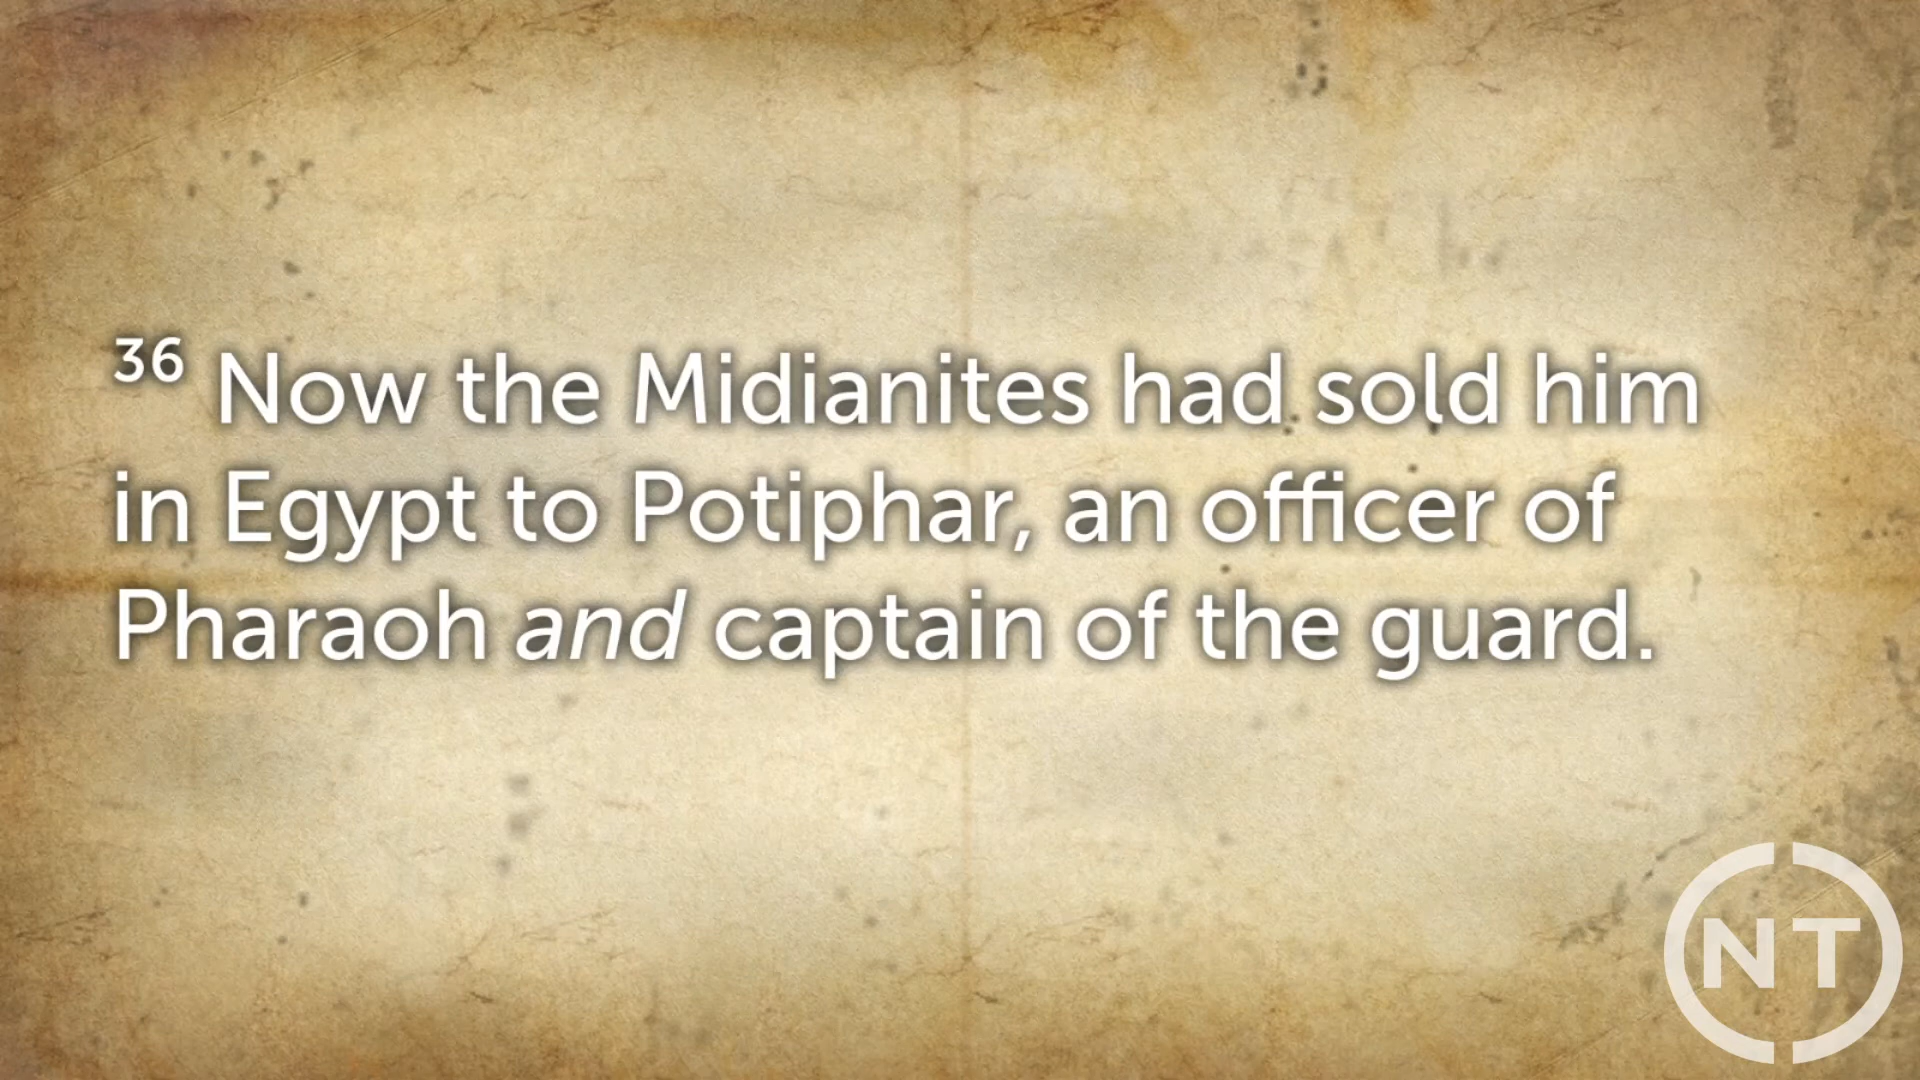 36 Now the Midianites had sold him
in Egypt to Potiphar, an officer of
Pharaoh and captain of the guard.
NT